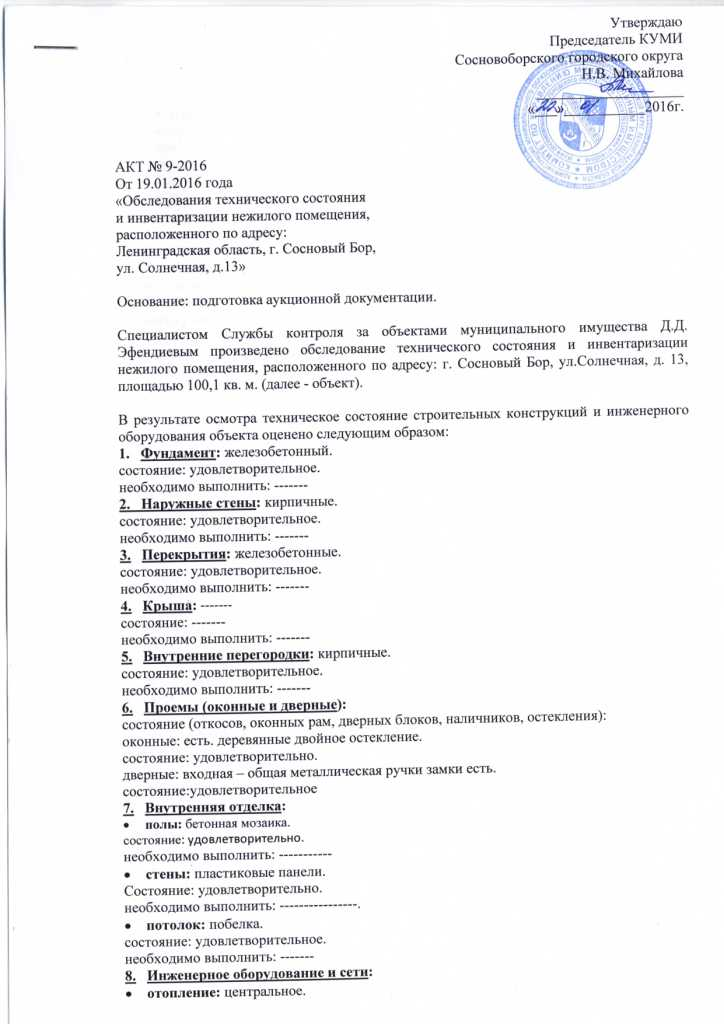 Утверждаю
Председатель КУМИ
Сосновоборского городского округа
Н.В. Михайлова
«22» 01 2016г.
АКТ № 9-2016
От 19.01.2016 года
«Обследования технического состояния
и инвентаризации нежилого помещения,
расположенного по адресу:
Ленинградская область, г. Сосновый Бор,
ул. Солнечная, д.13»
Основание: подготовка аукционной документации.
Специалистом Службы контроля за объектами муниципального имущества Д.Д.
Эфендиевым произведено обследование технического состояния и инвентаризации
нежилого помещения, расположенного по адресу: г. Сосновый Бор, ул.Солнечная, д. 13,
площадью 100,1 кв. м. (далее - объект).
В результате осмотра техническое состояние строительных конструкций и инженерного
оборудования объекта оценено следующим образом:
1. Фундамент: железобетонный.
состояние: удовлетворительное.
необходимо выполнить: -------
2. Наружные стены: кирпичные.
состояние: удовлетворительное.
необходимо выполнить: -------
3. Перекрытия: железобетонные.
состояние: удовлетворительное.
необходимо выполнить: -------
4. Крыша: -------
состояние: -------
необходимо выполнить: -------
5. Внутренние перегородки: кирпичные.
состояние: удовлетворительное.
необходимо выполнить: -------
6. Проемы (оконные и дверные):
состояние (откосов, оконных рам, дверных блоков, наличников, остекления):
оконные: есть. деревянные двойное остекление.
состояние: удовлетворительно.
дверные: входная – общая металлическая ручки замки есть.
состояние:удовлетворительное
7. Внутренняя отделка:
• полы: бетонная мозаика.
состояние: удовлетворительно.
необходимо выполнить: -----------
• стены: пластиковые панели.
Состояние: удовлетворительно.
необходимо выполнить: ----------------.
• потолок: побелка.
состояние: удовлетворительное.
необходимо выполнить: -------
8. Инженерное оборудование и сети:
• отопление: центральное.